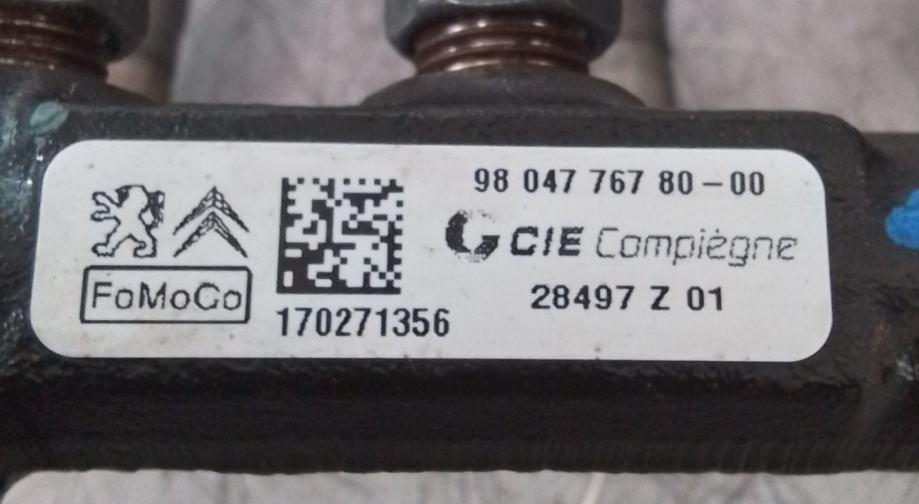 FoMoCo
170271356
98 047 767 80-00
CIE Compiègne
28497 Z 01